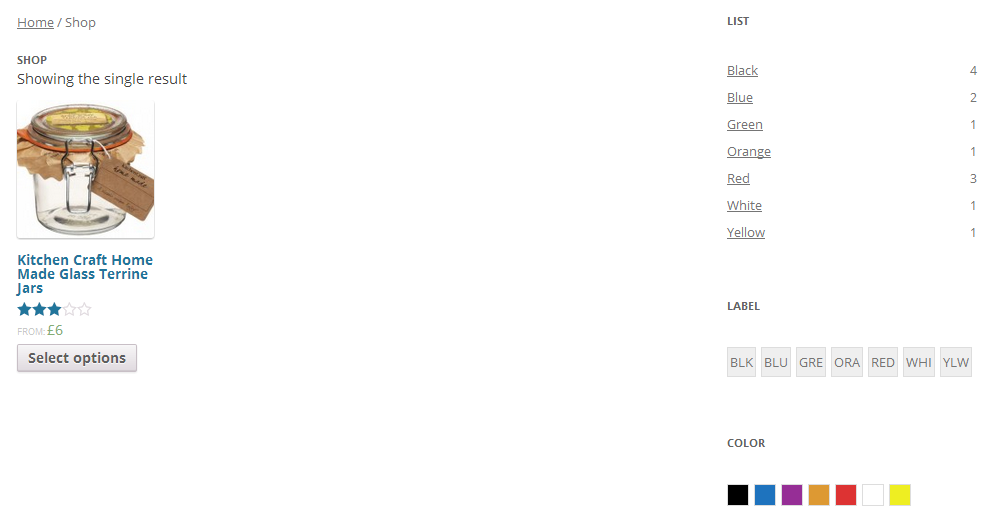 Home / Shop
SHOP
Showing the single result
home made
Kitchen Craft Home
Made Glass Terrine
Jars
FROM: £6
Select options
LIST
Black 4
Blue 2
Green 1
Orange 1
Red 3
White 1
Yellow 1
LABEL
BLK BLU GRE ORA RED WHI YLW
COLOR